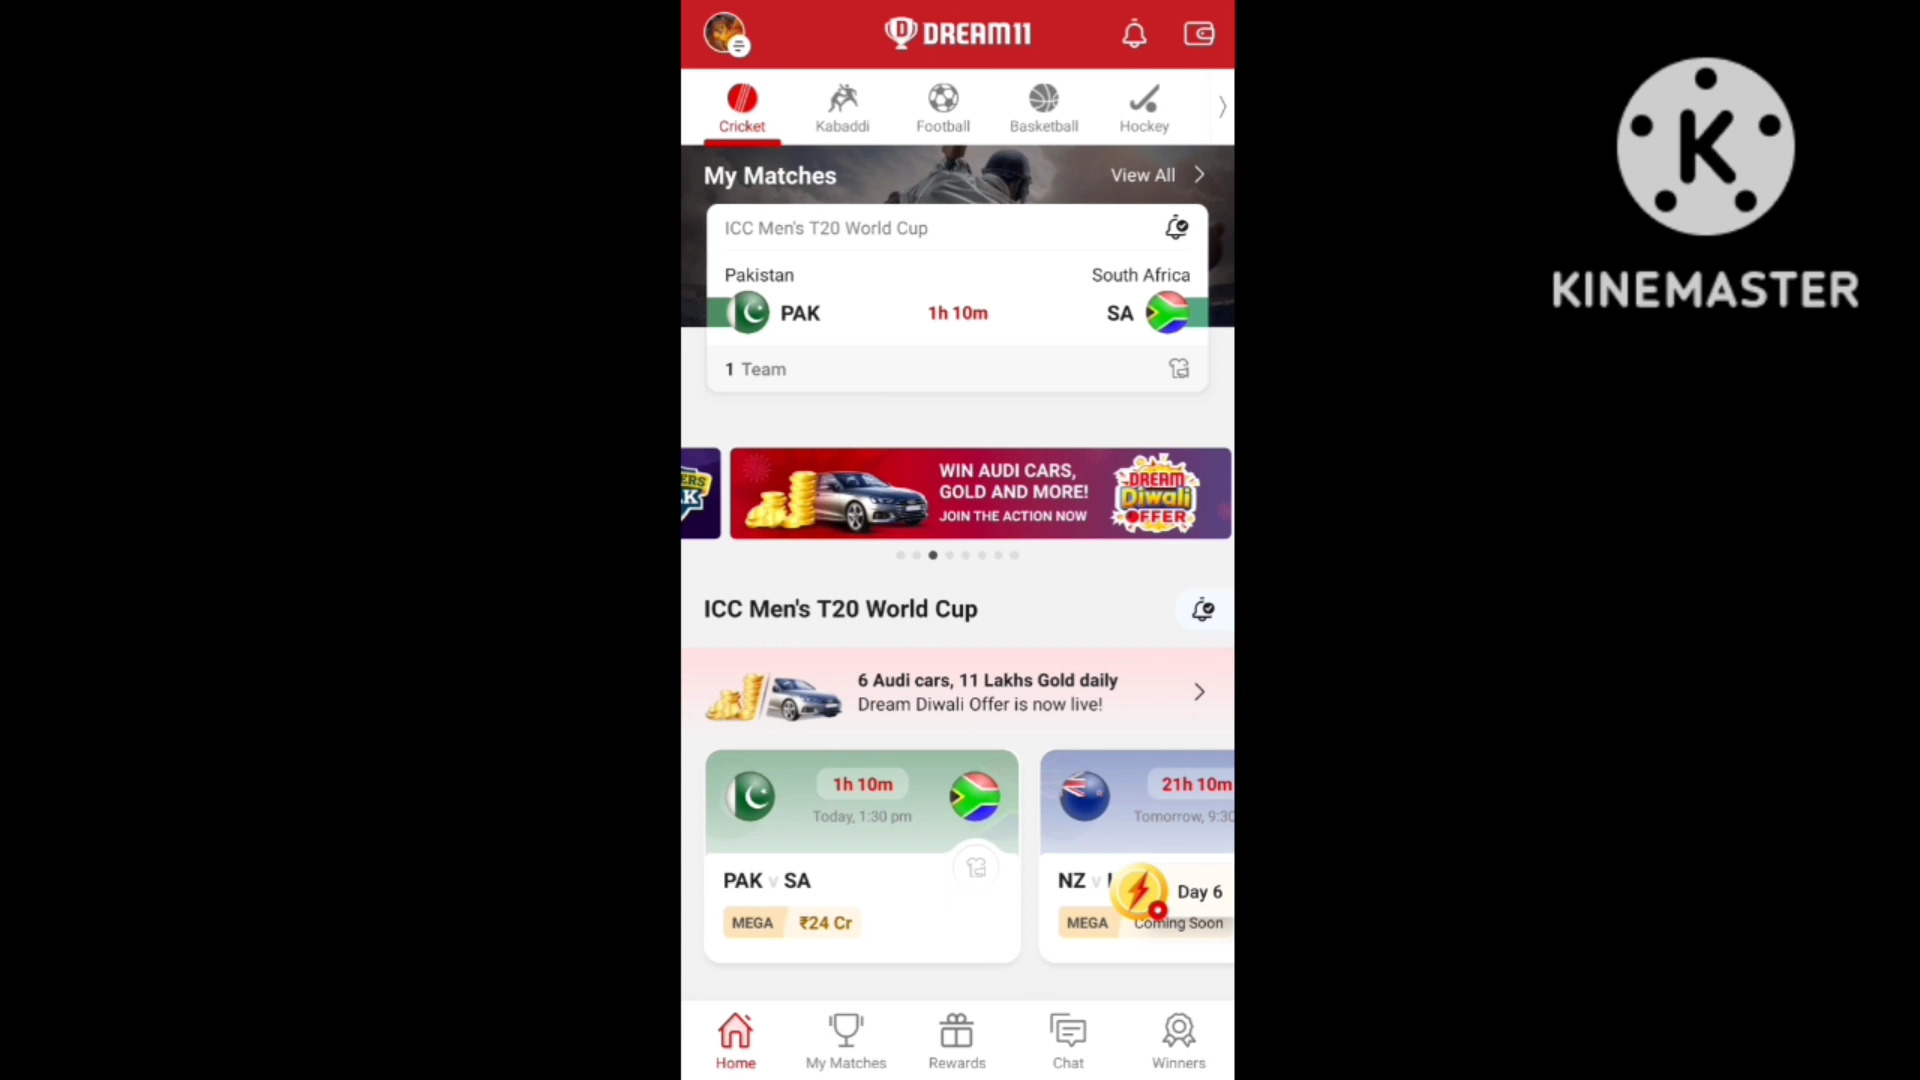 DREAM11
Cricket
Kabaddi
Football
Basketball
Hockey
My Matches
View All
ICC Men's T20 World Cup
Pakistan
South Africa
PAK
1h 10m
SA
1 Team
WIN AUDI CARS,
GOLD AND MORE!
JOIN THE ACTION NOW
DREAM
Diwali
OFFER
ICC Men's T20 World Cup
6 Audi cars, 11 Lakhs Gold daily
Dream Diwali Offer is now live!
1h 10m
Today, 1:30 pm
21h 10m
Tomorrow, 9:30
PAK v SA
MEGA ₹24 Cr
NZ v
Day 6
MEGA Coming Soon
Home
My Matches
Rewards
Chat
Winners
K
KINEMASTER